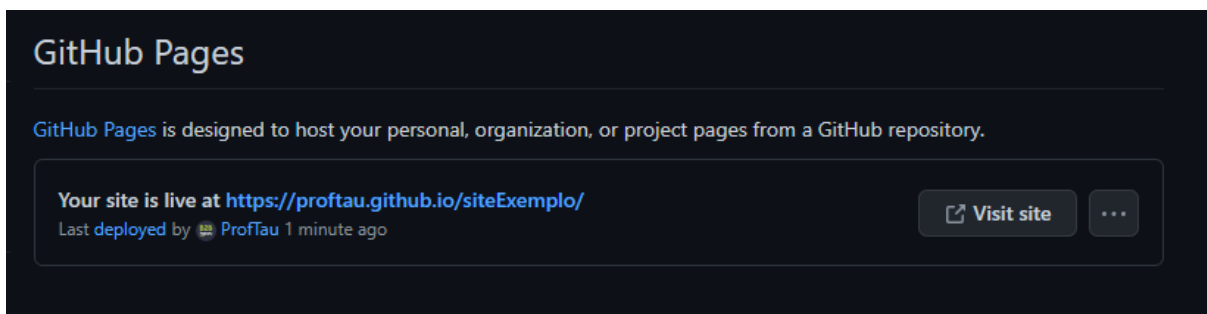 GitHub Pages
GitHub Pages is designed to host your personal, organization, or project pages from a GitHub repository.
Your site is live at https://proftau.github.io/siteExemplo/
Visit site
Last deployed by ProfTau 1 minute ago